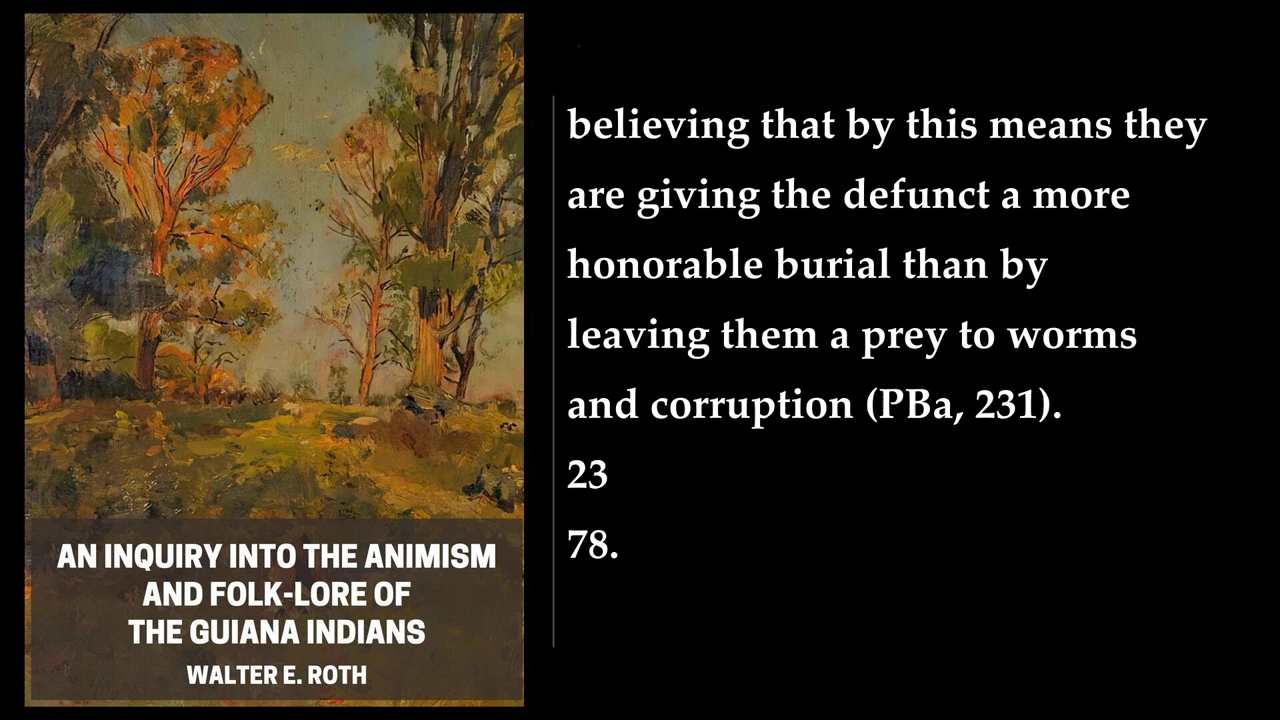 believing that by this means they
are giving the defunct a more
honorable burial than by
leaving them a prey to worms
and corruption (PBa, 231).
23
78.
AN INQUIRY INTO THE ANIMISM
AND FOLK-LORE OF
THE GUIANA INDIANS
WALTER E. ROTH